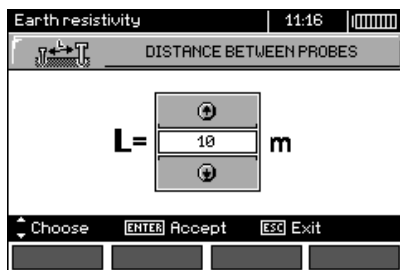 Earth resistivity 11:16
L
DISTANCE BETWEEN PROBES
L= 10 m
Choose ENTER Accept ESC Exit